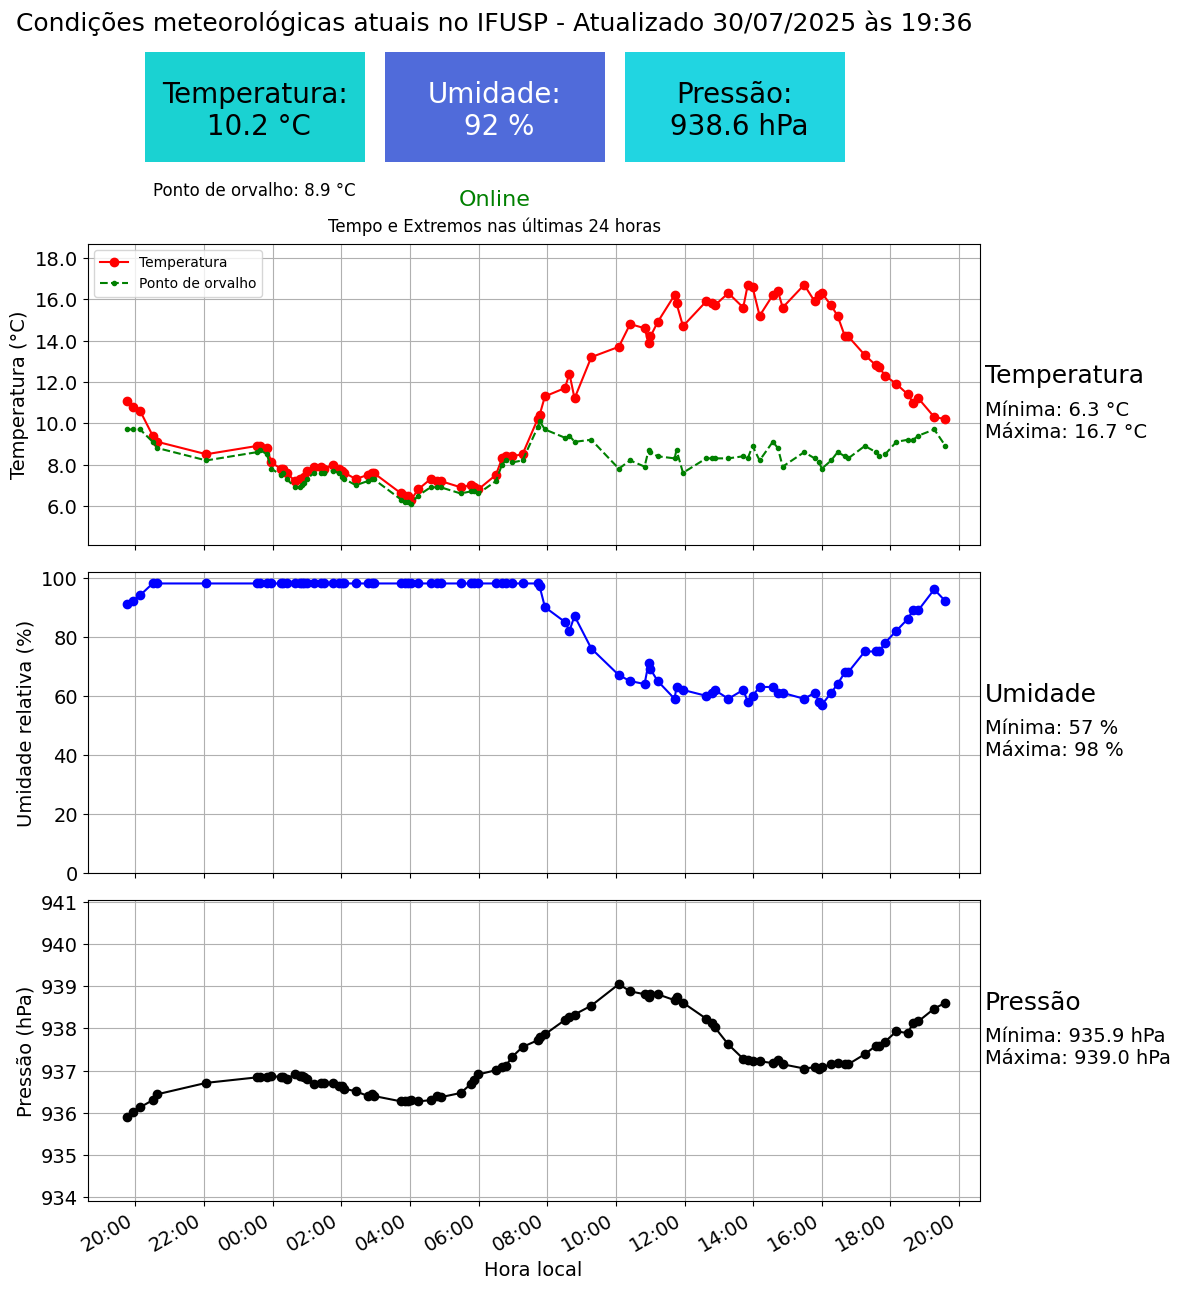 Condições meteorológicas atuais no IFUSP - Atualizado 30/07/2025 às 19:36
Temperatura:
10.2 °C
Umidade:
92 %
Pressão:
938.6 hPa
Ponto de orvalho: 8.9 °C
Online
Tempo e Extremos nas últimas 24 horas
Temperatura (°C)
18.0
16.0
14.0
12.0
10.0
8.0
6.0
Temperatura
Ponto de orvalho
Temperatura
Mínima: 6.3 °C
Máxima: 16.7 °C
Umidade relativa (%)
100
80
60
40
20
0
Umidade
Mínima: 57 %
Máxima: 98 %
Pressão (hPa)
941
940
939
938
937
936
935
934
Pressão
Mínima: 935.9 hPa
Máxima: 939.0 hPa
20:00 22:00 00:00 02:00 04:00 06:00 08:00 10:00 12:00 14:00 16:00 18:00 20:00
Hora local